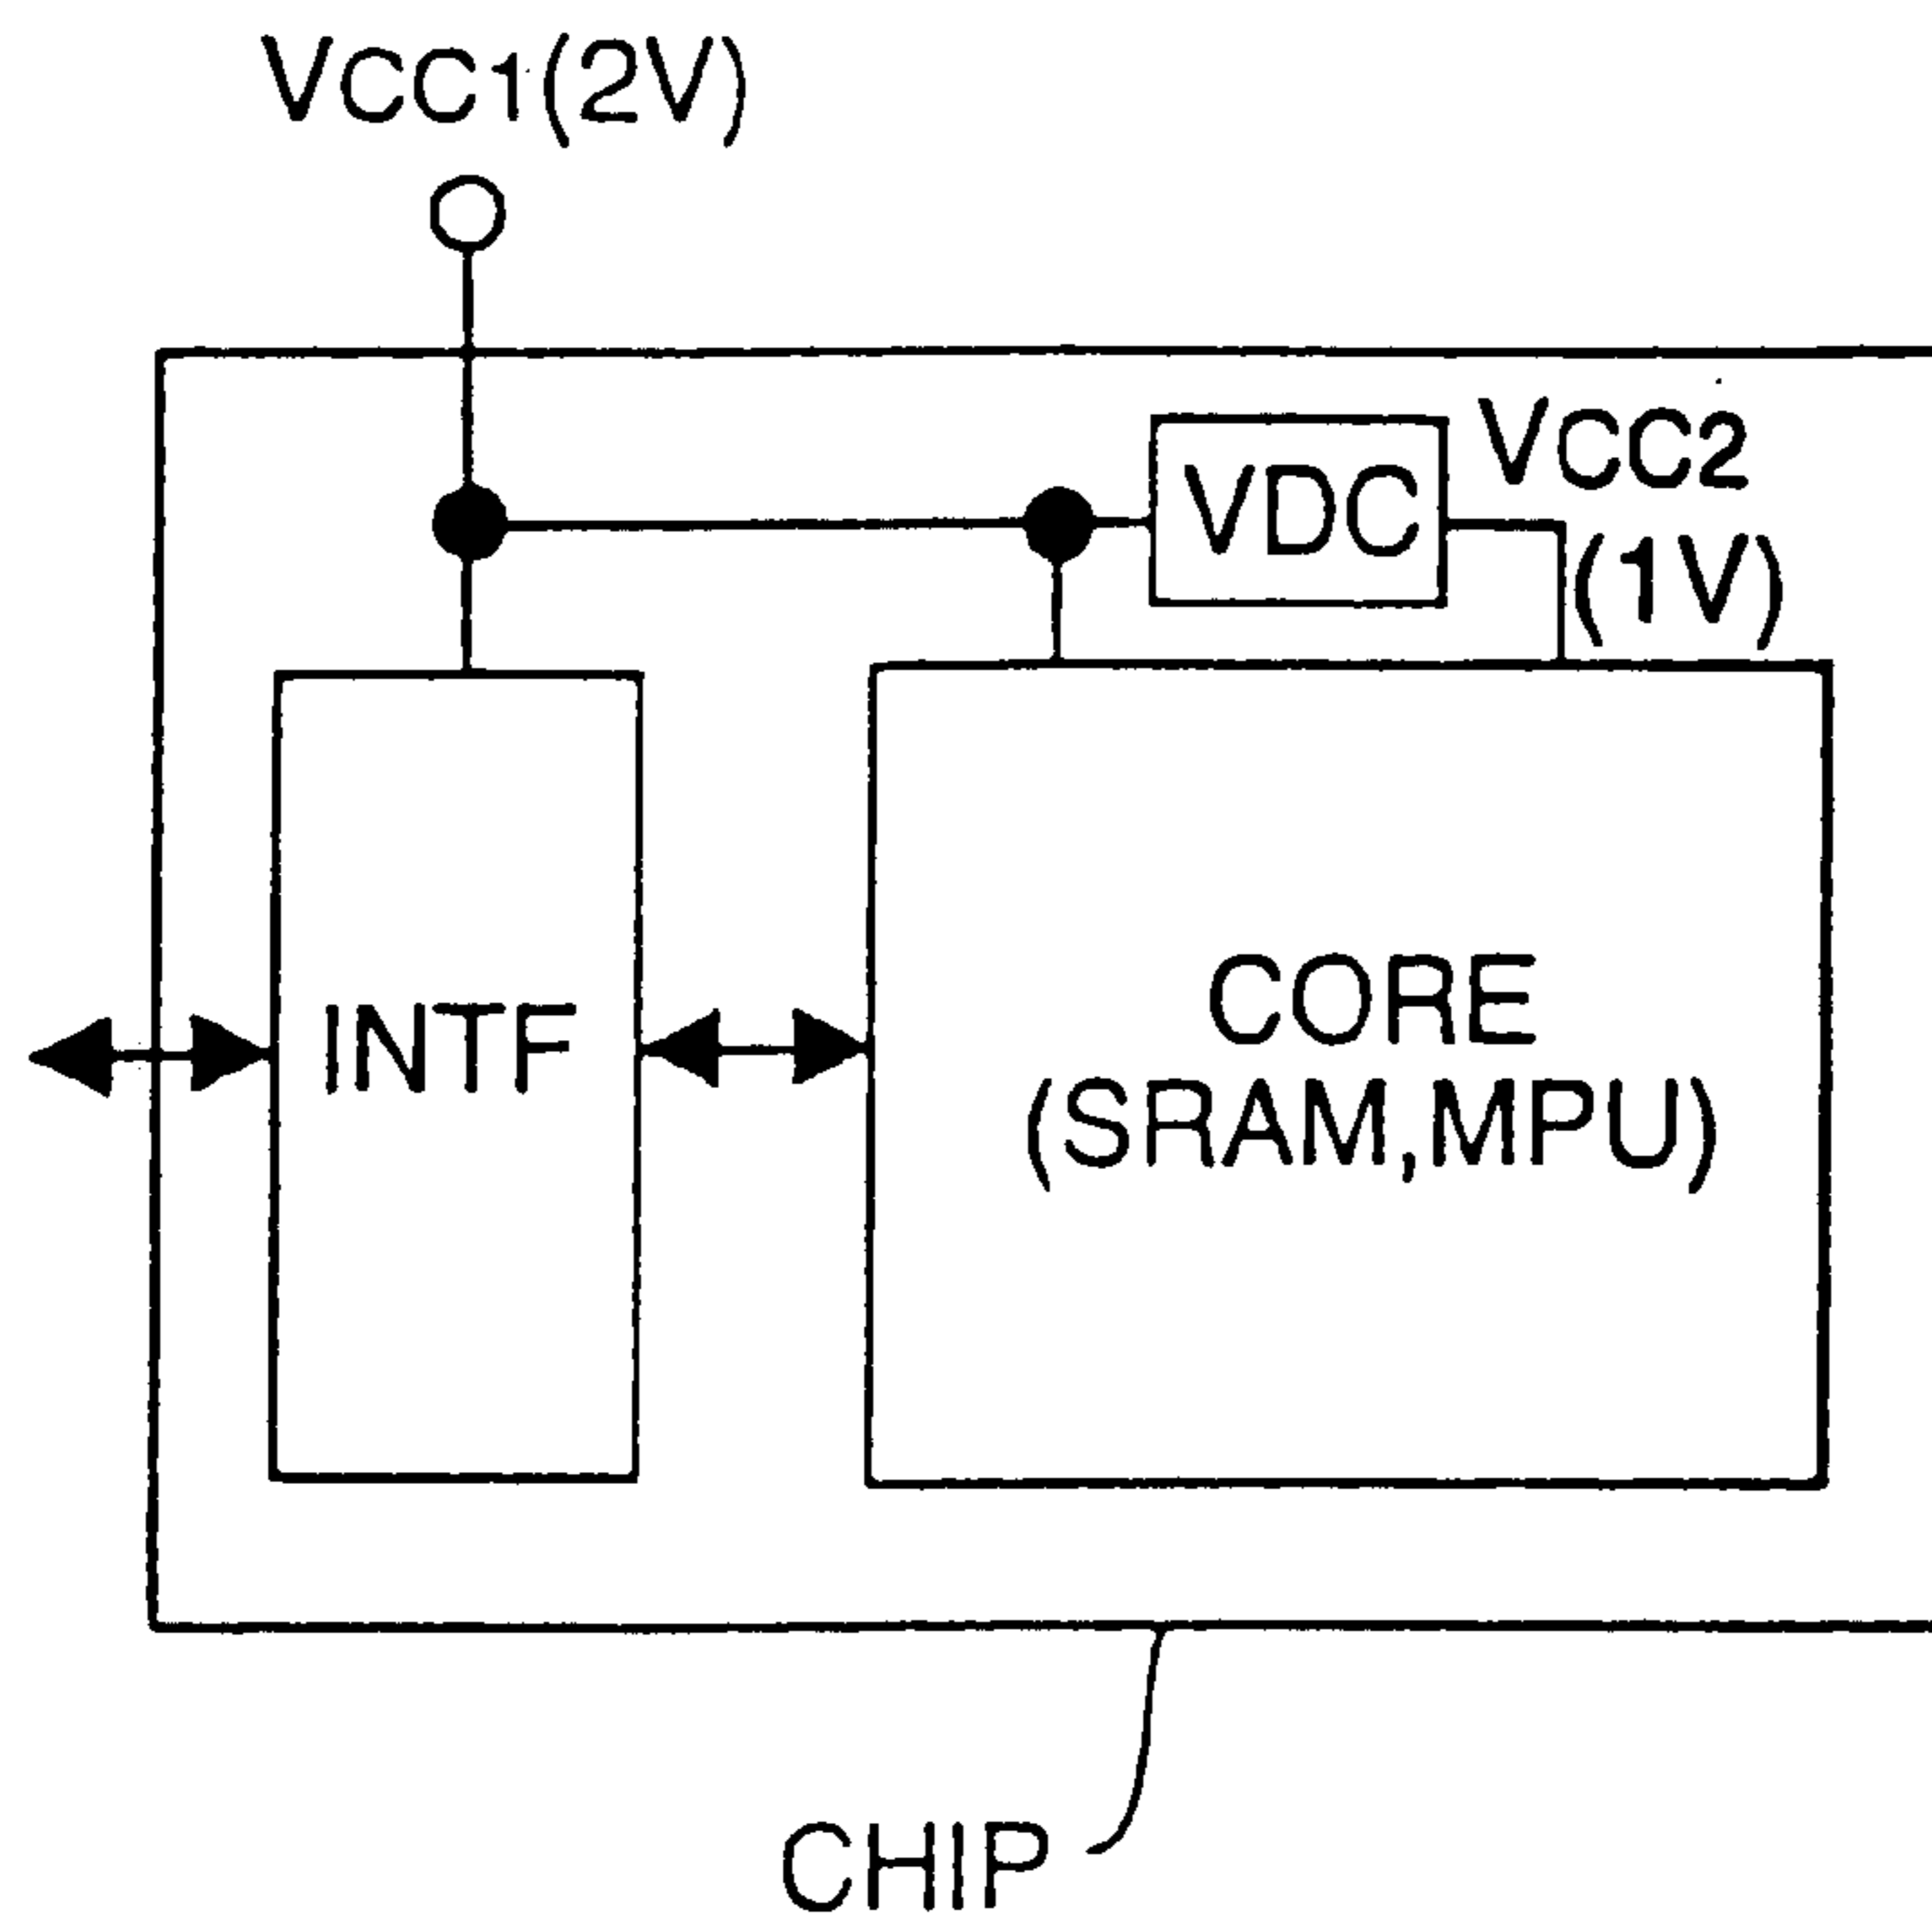 VCC1(2V)
VDC
VCC2
(1V)
INTF
CORE
(SRAM,MPU)
CHIP